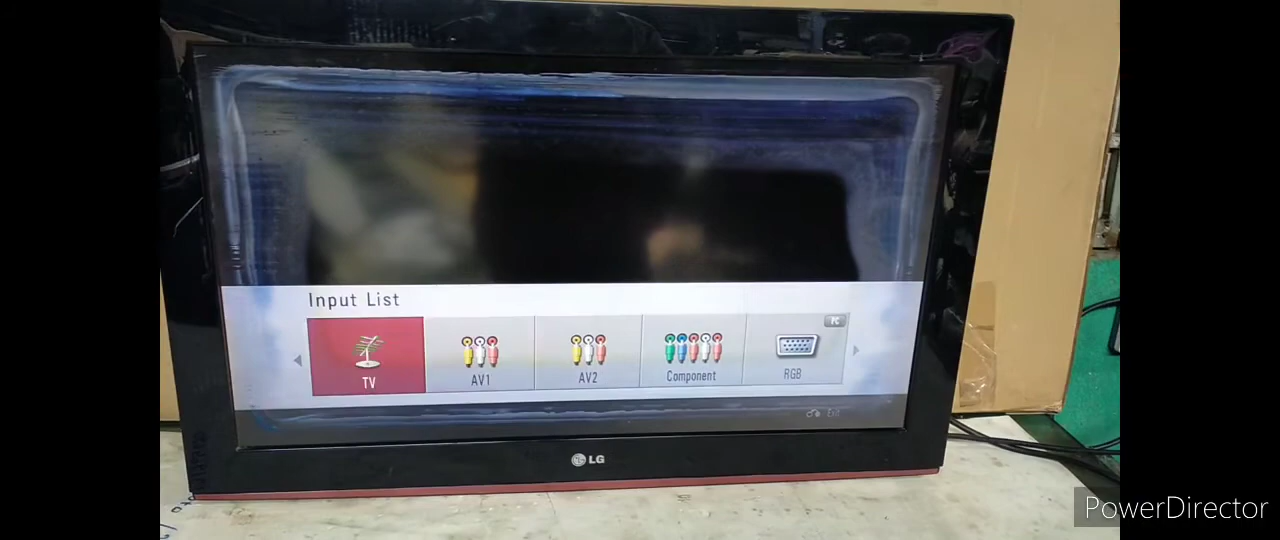 Input List
PC
TV
AV1
AV2
Component
RGB
Exit
LG
PowerDirector